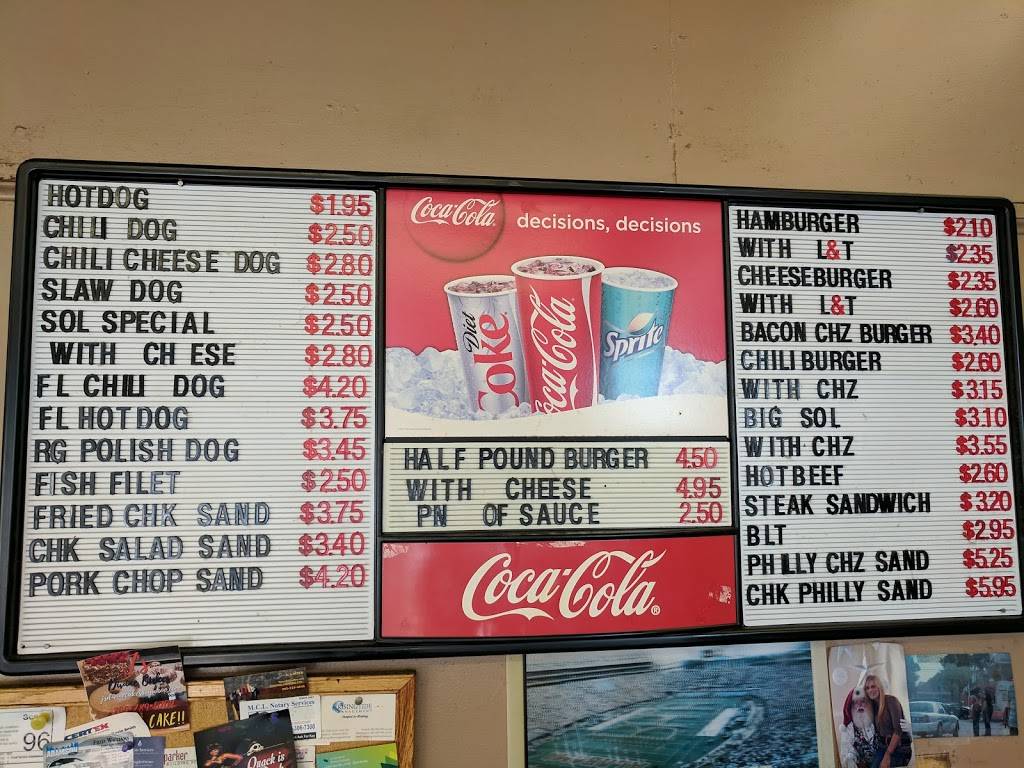 HOTDOG $1.95
CHILI DOG $2.50
CHILI CHEESE DOG $2.80
SLAW DOG $2.50
SOL SPECIAL $2.50
WITH CH ESE $2.80
FL CHILI DOG $4.20
FL HOTDOG $3.75
RG POLISH DOG $3.45
FISH FILET $2.50
FRIED CHK SAND $3.75
CHK SALAD SAND $3.40
PORK CHOP SAND $4.20
Coca-Cola decisions, decisions
Diet Coke
Coca-Cola
Sprite
HALF POUND BURGER 4.50
WITH CHEESE 4.95
PN OF SAUCE 2.50
Coca-Cola®
HAMBURGER $2.10
WITH L&T $2.35
CHEESEBURGER $2.35
WITH L&T $2.60
BACON CHZ BURGER $3.40
CHILI BURGER $2.60
WITH CHZ $3.15
BIG SOL $3.10
WITH CHZ $3.55
HOT BEEF $2.60
STEAK SANDWICH $3.20
BLT $2.95
PHILLY CHZ SAND $5.25
CHK PHILLY SAND $5.95
CAKE!!
M.C.L. Notary Services
96
parker
Quack is